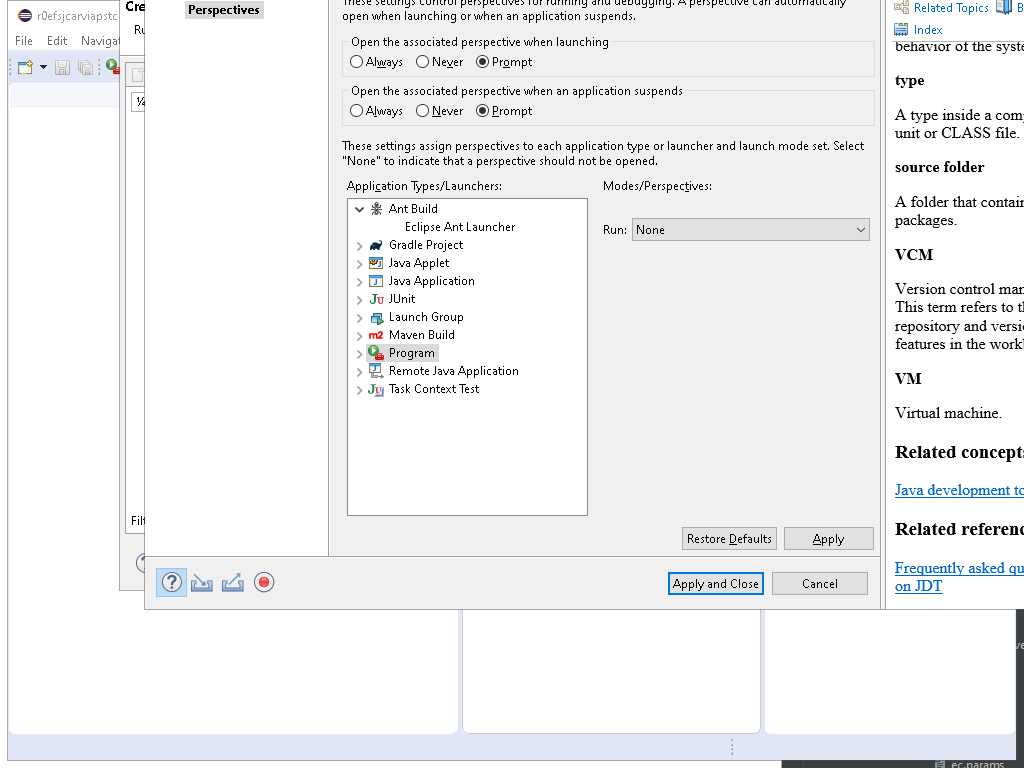 r0efsjcarviapstc
File Edit Navigat
Cre
Ru
Filt
Perspectives
These settings control perspectives for running and debugging. A perspective can automatically
open when launching or when an application suspends.
Open the associated perspective when launching
Always Never Prompt
Open the associated perspective when an application suspends
Always Never Prompt
These settings assign perspectives to each application type or launcher and launch mode set. Select
"None" to indicate that a perspective should not be opened.
Application Types/Launchers:
Modes/Perspectives:
Ant Build
Eclipse Ant Launcher
Gradle Project
Java Applet
Java Application
JUnit
Launch Group
Maven Build
Program
Remote Java Application
Task Context Test
Run: None
Restore Defaults Apply
Apply and Close Cancel
Related Topics B
Index
behavior of the syste
type
A type inside a comp
unit or CLASS file.
source folder
A folder that contain
packages.
VCM
Version control man
This term refers to th
repository and versio
features in the workb
VM
Virtual machine.
Related concepts
Java development to
Related referenc
Frequently asked qu
on JDT
ec.params